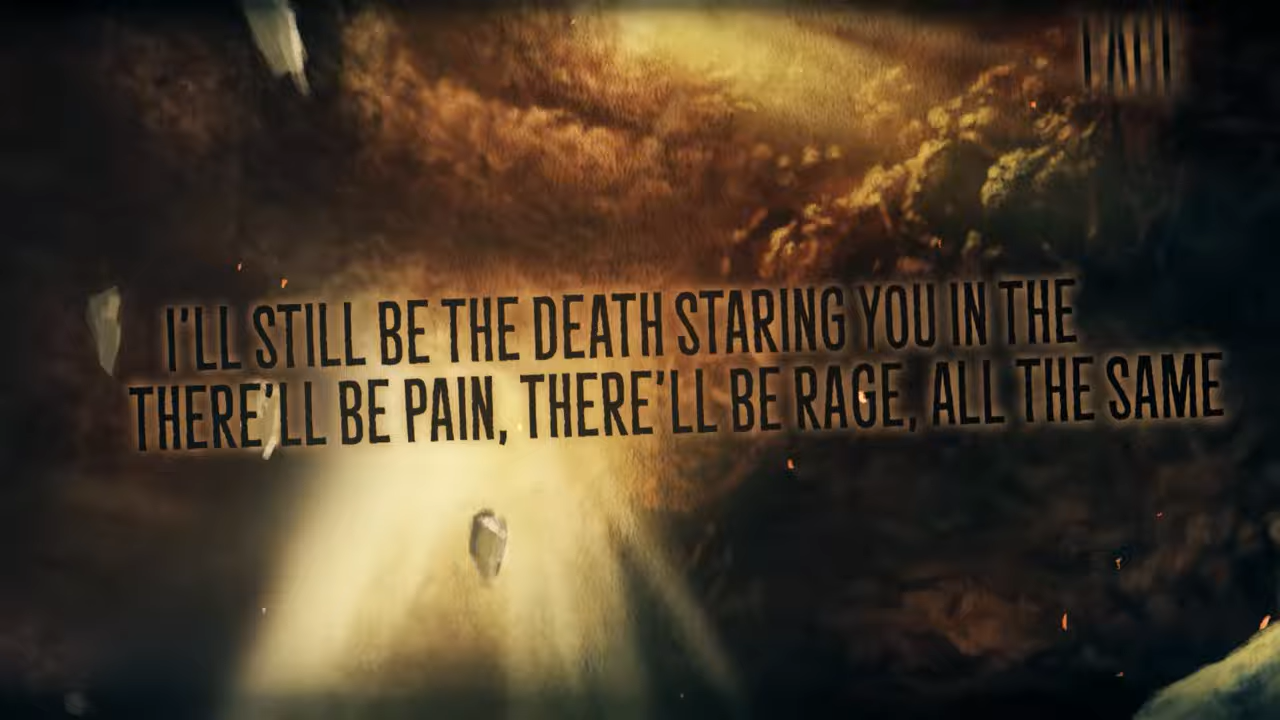 I'LL STILL BE THE DEATH STARING YOU IN THE
THERE'LL BE PAIN, THERE'LL BE RAGE, ALL THE SAME